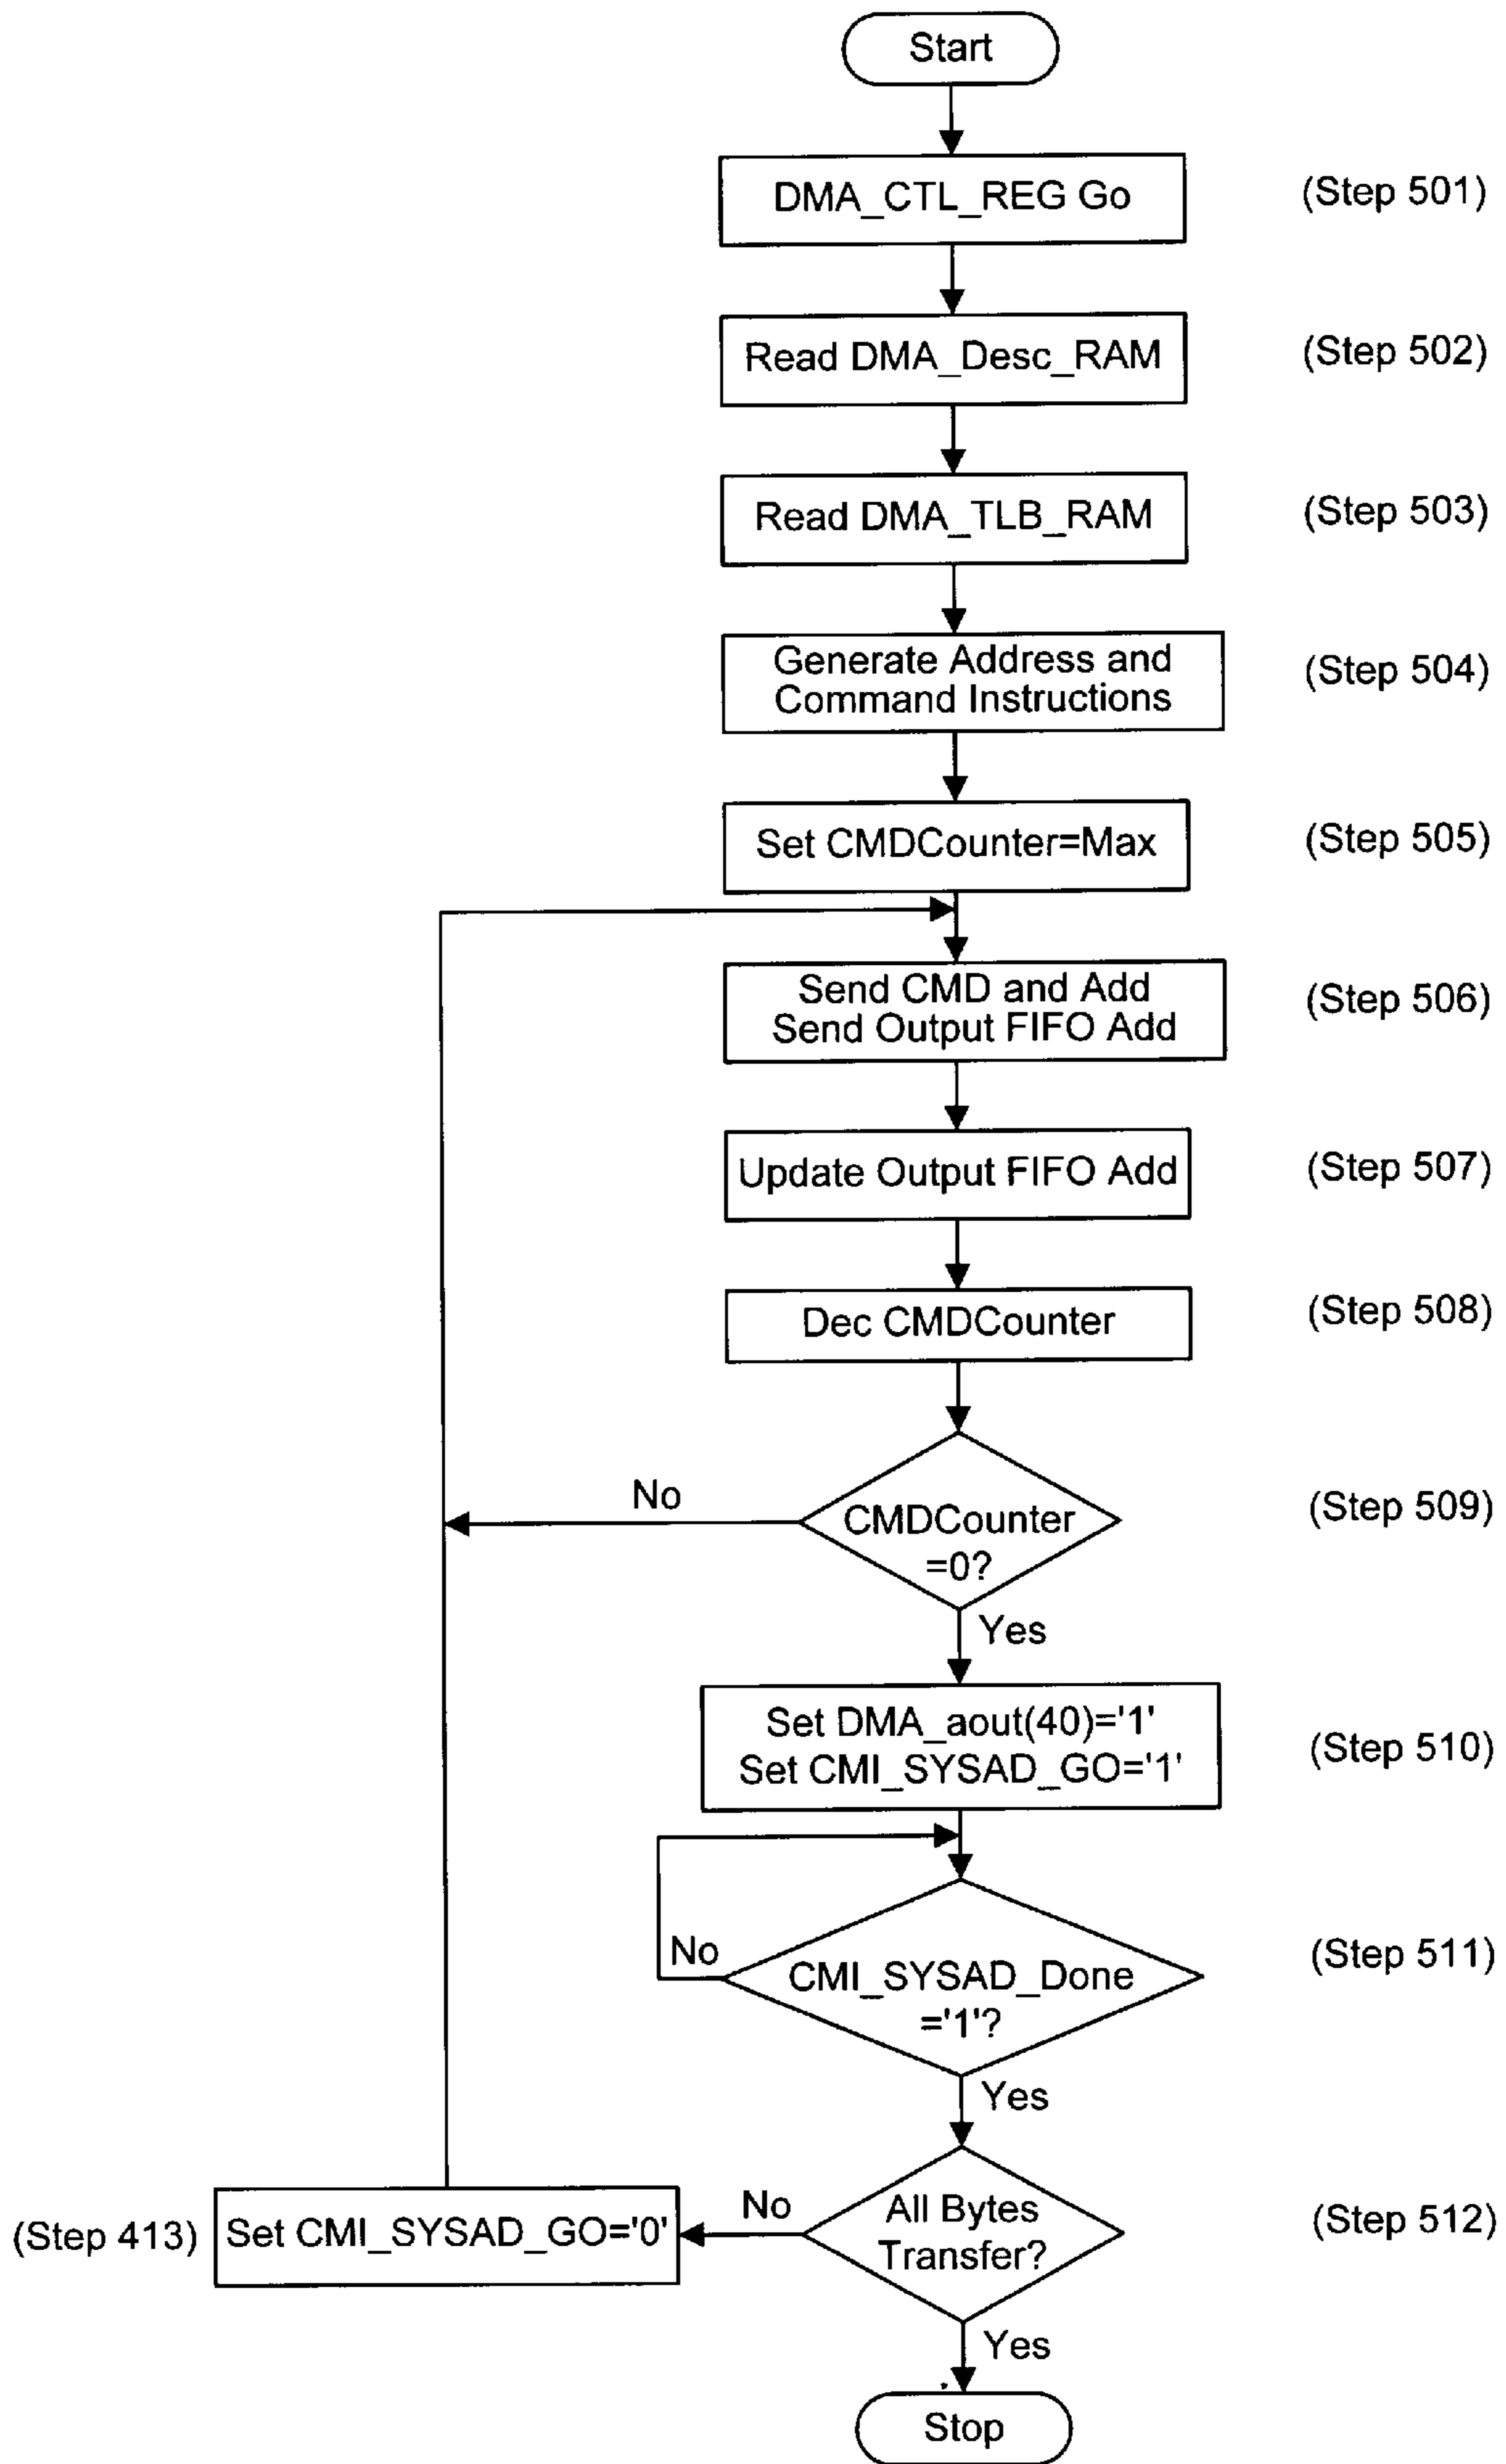 Start
DMA_CTL_REG Go
(Step 501)
Read DMA_Desc_RAM
(Step 502)
Read DMA_TLB_RAM
(Step 503)
Generate Address and
Command Instructions
(Step 504)
Set CMDCounter=Max
(Step 505)
Send CMD and Add
Send Output FIFO Add
(Step 506)
Update Output FIFO Add
(Step 507)
Dec CMDCounter
(Step 508)
No
CMDCounter
=0?
(Step 509)
Yes
Set DMA_aout(40)='1'
Set CMI_SYSAD_GO='1'
(Step 510)
No
CMI_SYSAD_Done
='1'?
(Step 511)
Yes
(Step 413)
Set CMI_SYSAD_GO='0'
No
All Bytes
Transfer?
(Step 512)
Yes
Stop